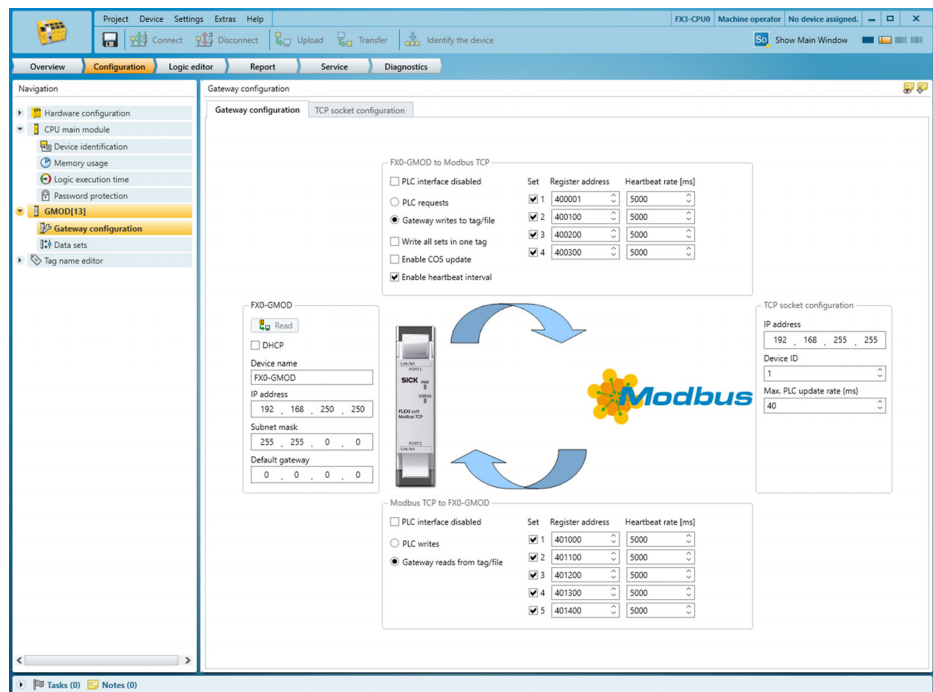 Project Device Settings Extras Help
FX3-CPU0 Machine operator No device assigned.
Connect Disconnect Upload Transfer Identify the device
SD Show Main Window
Overview Configuration Logic editor Report Service Diagnostics
Navigation
Hardware configuration
CPU main module
Device identification
Memory usage
Logic execution time
Password protection
GMOD[13]
Gateway configuration
Data sets
Tag name editor
Gateway configuration
Gateway configuration TCP socket configuration
FX0-GMOD to Modbus TCP
PLC interface disabled
PLC requests
Gateway writes to tag/file
Write all sets in one tag
Enable COS update
Enable heartbeat interval
Set Register address Heartbeat rate [ms]
1 400001 5000
2 400100 5000
3 400200 5000
4 400300 5000
FX0-GMOD
Read
DHCP
Device name
FX0-GMOD
IP address
192 . 168 . 250 . 250
Subnet mask
255 . 255 . 0 . 0
Default gateway
0 . 0 . 0 . 0
PORT1
SICK PWR
FLEXI soft
Modbus TCP
PORT2
Modbus
TCP socket configuration
IP address
192 . 168 . 255 . 255
Device ID
1
Max. PLC update rate (ms)
40
Modbus TCP to FX0-GMOD
PLC interface disabled
PLC writes
Gateway reads from tag/file
Set Register address Heartbeat rate [ms]
1 401000 5000
2 401100 5000
3 401200 5000
4 401300 5000
5 401400 5000
Tasks (0) Notes (0)